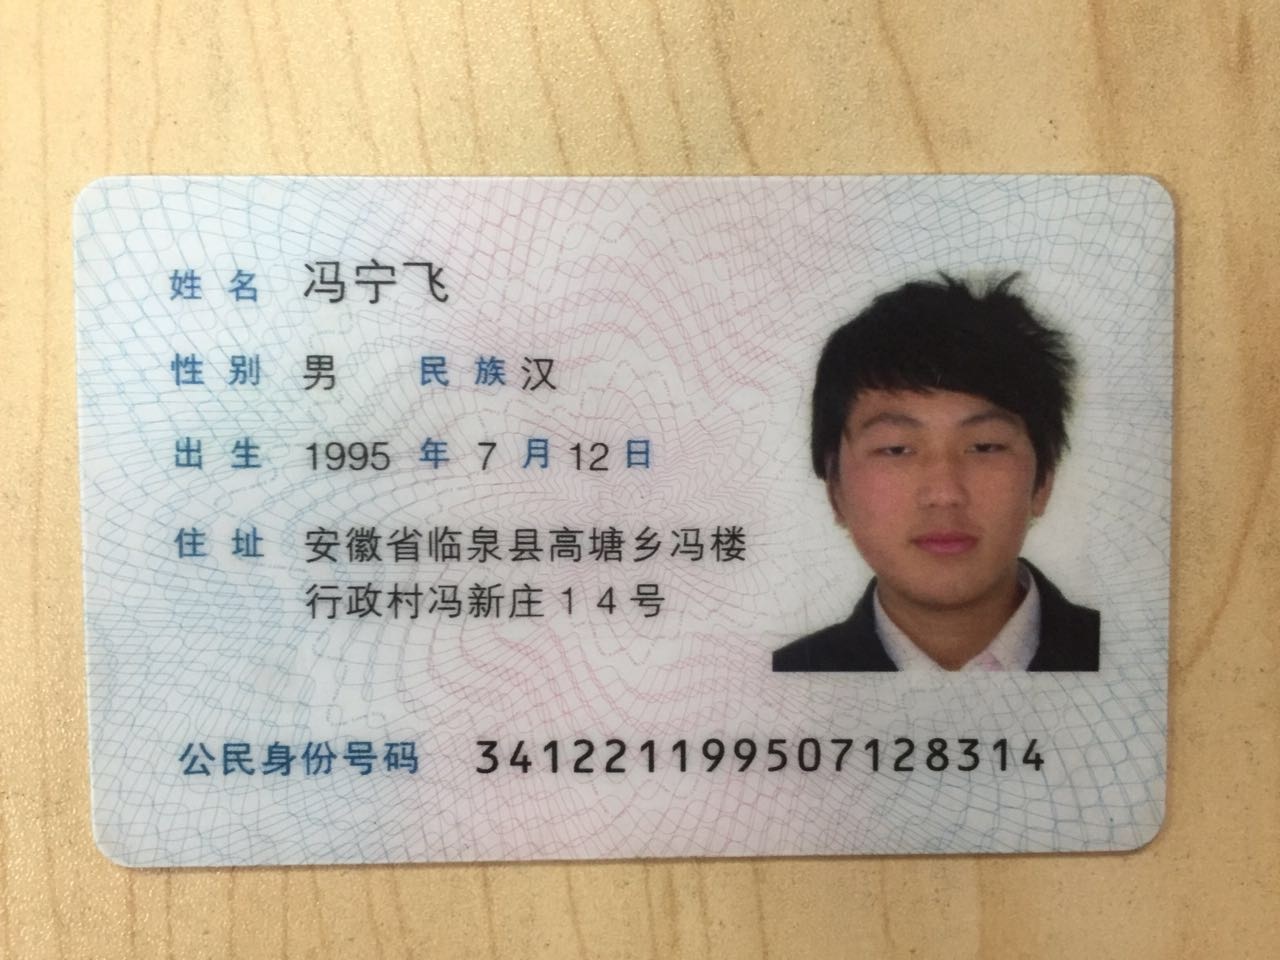 姓名 冯宁飞
性别 男 民族 汉
出生 1995 年 7 月 12 日
住址 安徽省临泉县高塘乡冯楼
行政村冯新庄14号
公民身份号码 341221199507128314